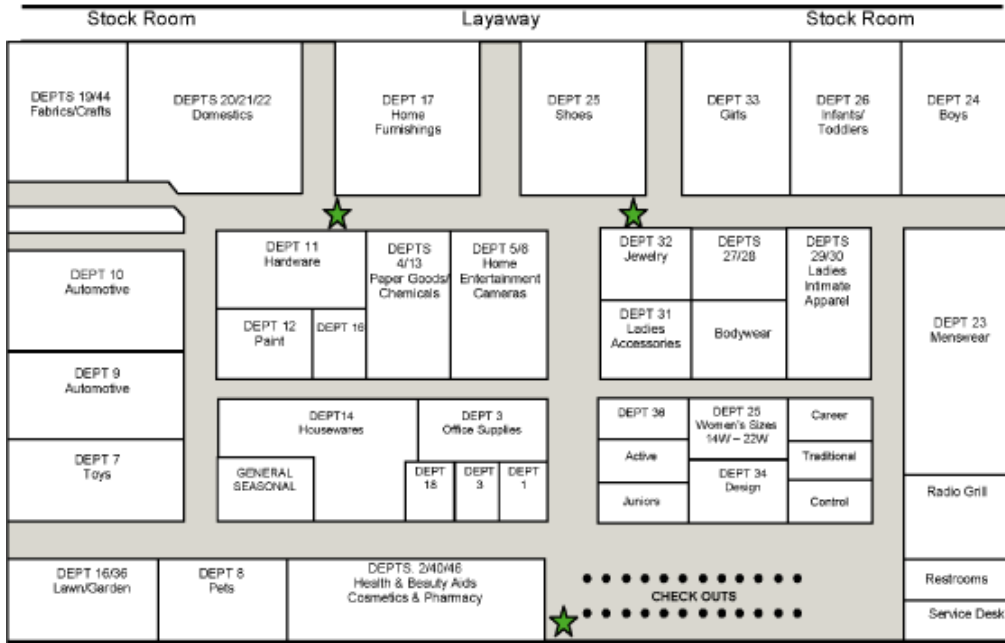 Stock Room
Layaway
Stock Room
DEPTS 19/44
Fabrics/Crafts
DEPTS 20/21/22
Domestics
DEPT 17
Home
Furnishings
DEPT 25
Shoes
DEPT 33
Girls
DEPT 26
Infants/
Toddlers
DEPT 24
Boys
DEPT 10
Automotive
DEPT 9
Automotive
DEPT 7
Toys
DEPT 11
Hardware
DEPT 12
Paint
DEPT 16
DEPTS
4/13
Paper Goods/
Chemicals
DEPT 5/8
Home
Entertainment
Cameras
DEPT 32
Jewelry
DEPT 31
Ladies
Accessories
DEPTS
27/28
Bodywear
DEPTS
29/30
Ladies
Intimate
Apparel
DEPT 23
Menswear
DEPT14
Housewares
GENERAL
SEASONAL
DEPT 3
Office Supplies
DEPT
18
DEPT
3
DEPT
1
DEPT 38
Active
Juniors
DEPT 25
Women's Sizes
14W – 22W
DEPT 34
Design
Career
Traditional
Control
Radio Grill
Restrooms
Service Desk
DEPT 16/36
Lawn/Garden
DEPT 8
Pets
DEPTS. 2/40/46
Health & Beauty Aids
Cosmetics & Pharmacy
CHECK OUTS